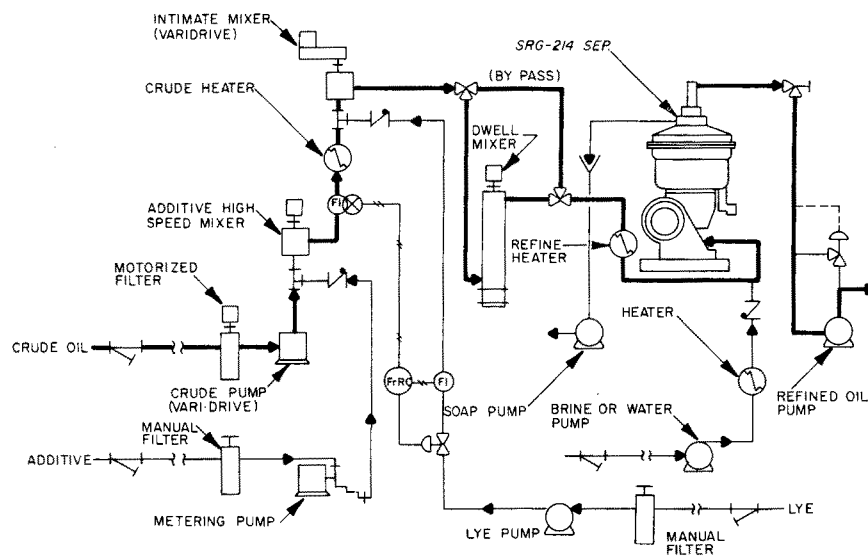 INTIMATE MIXER
(VARIDRIVE)
SRG-214 SEP.
(BY PASS)
CRUDE HEATER
DWELL
MIXER
ADDITIVE HIGH
SPEED MIXER
FI
REFINE
HEATER
MOTORIZED
FILTER
HEATER
CRUDE OIL
CRUDE PUMP
(VARI-DRIVE)
FrRC
FI
SOAP PUMP
BRINE OR WATER
PUMP
REFINED OIL
PUMP
MANUAL
FILTER
ADDITIVE
METERING PUMP
LYE PUMP
MANUAL
FILTER
LYE